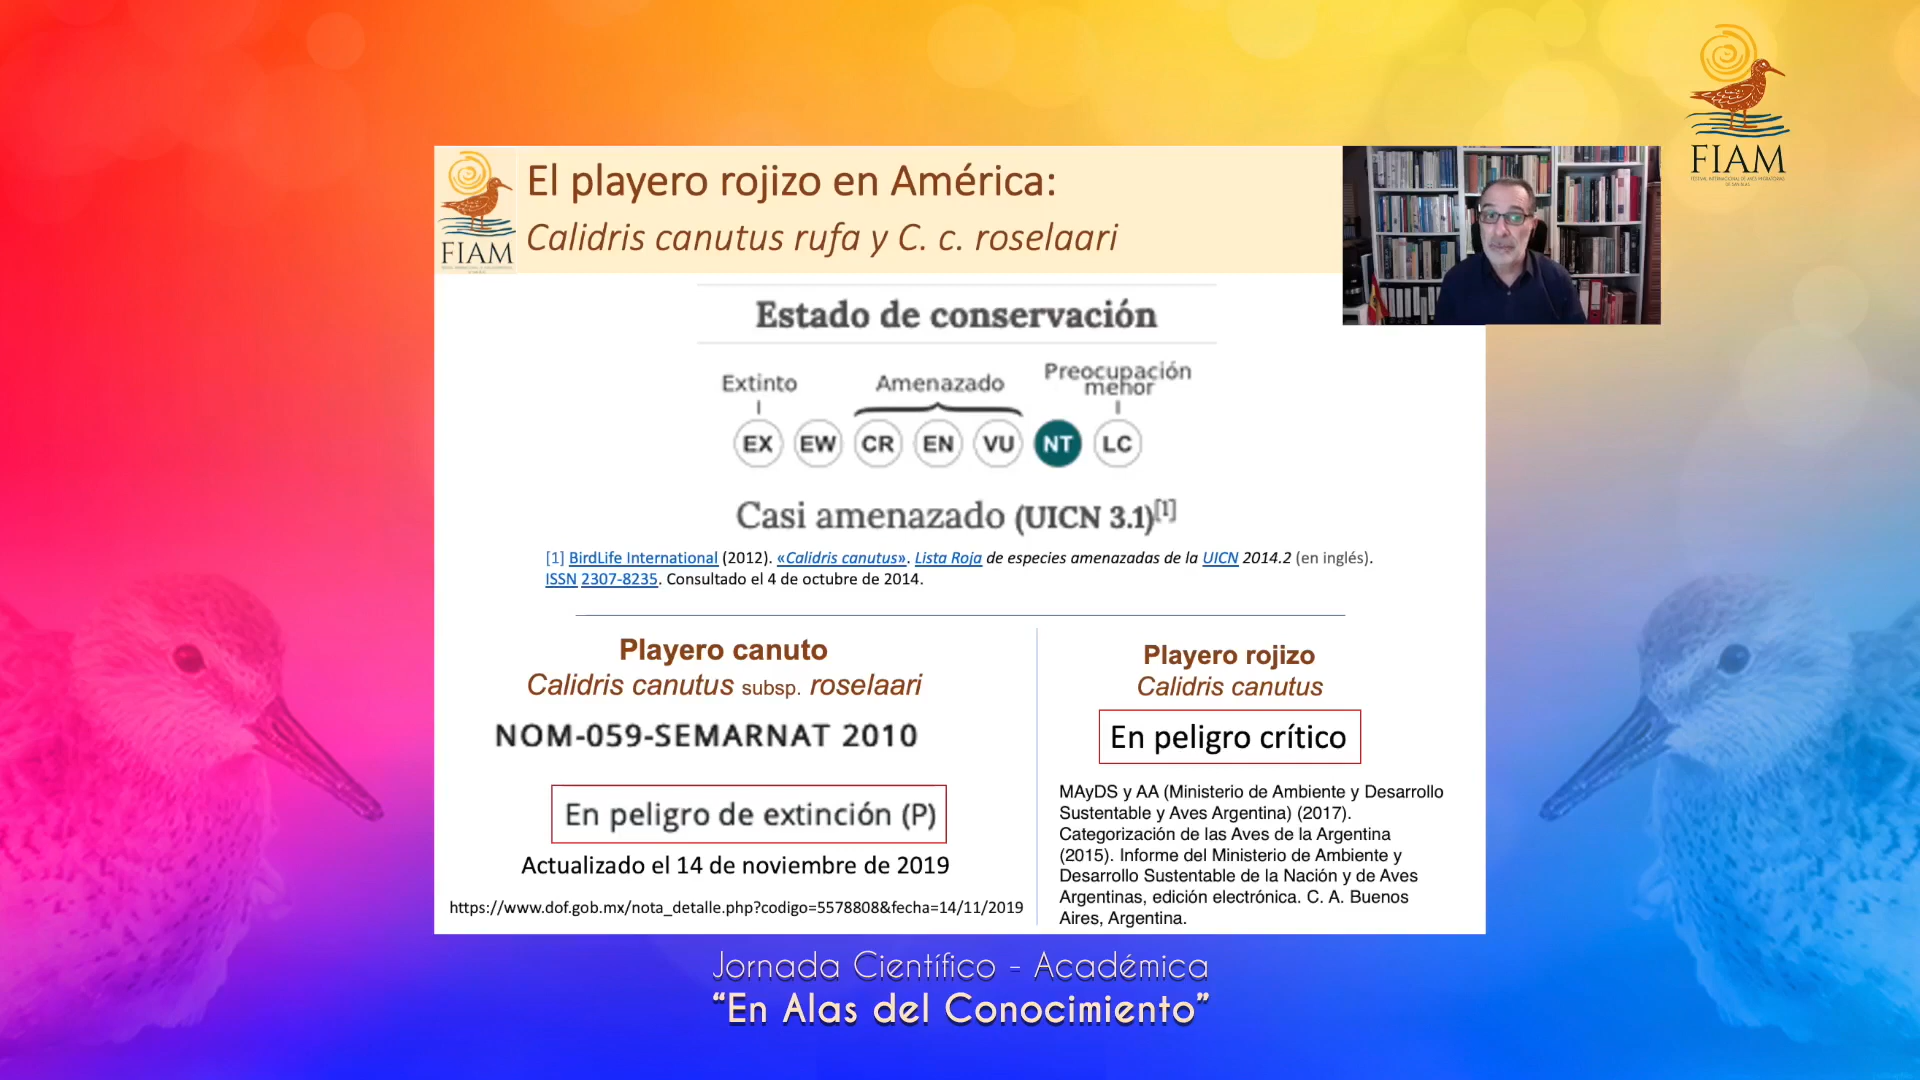 FIAM
FIAM
El playero rojizo en América:
Calidris canutus rufa y C. c. roselaari
Estado de conservación
Extinto
Amenazado
Preocupación
menor
EX EW CR EN VU NT LC
Casi amenazado (UICN 3.1)[1]
[1] BirdLife International (2012). «Calidris canutus». Lista Roja de especies amenazadas de la UICN 2014.2 (en inglés).
ISSN 2307-8235. Consultado el 4 de octubre de 2014.
Playero canuto
Calidris canutus subsp. roselaari
NOM-059-SEMARNAT 2010
En peligro de extinción (P)
Actualizado el 14 de noviembre de 2019
https://www.dof.gob.mx/nota_detalle.php?codigo=5578808&fecha=14/11/2019
Playero rojizo
Calidris canutus
En peligro crítico
MAyDS y AA (Ministerio de Ambiente y Desarrollo
Sustentable y Aves Argentina) (2017).
Categorización de las Aves de la Argentina
(2015). Informe del Ministerio de Ambiente y
Desarrollo Sustentable de la Nación y de Aves
Argentinas, edición electrónica. C. A. Buenos
Aires, Argentina.
Jornada Científico - Académica
“En Alas del Conocimiento”